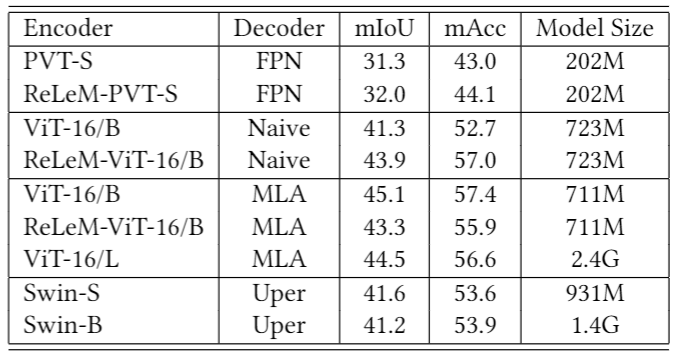 Encoder Decoder mIoU mAcc Model Size
PVT-S FPN 31.3 43.0 202M
ReLeM-PVT-S FPN 32.0 44.1 202M
ViT-16/B Naive 41.3 52.7 723M
ReLeM-ViT-16/B Naive 43.9 57.0 723M
ViT-16/B MLA 45.1 57.4 711M
ReLeM-ViT-16/B MLA 43.3 55.9 711M
ViT-16/L MLA 44.5 56.6 2.4G
Swin-S Uper 41.6 53.6 931M
Swin-B Uper 41.2 53.9 1.4G